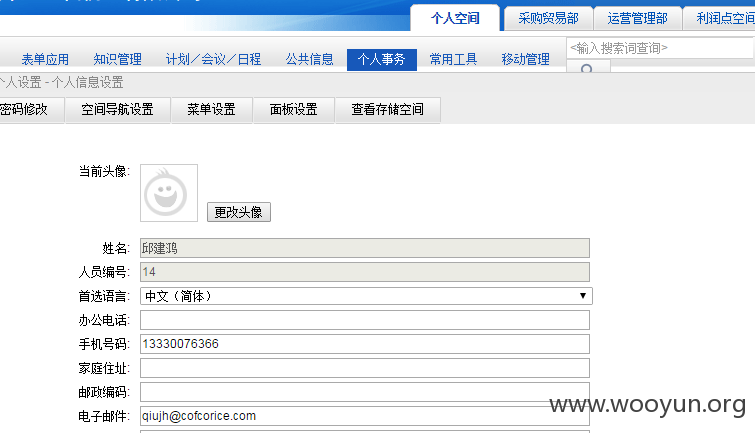 个人空间 采购贸易部 运营管理部 利润点空间
表单应用 知识管理 计划／会议／日程 公共信息 个人事务 常用工具 移动管理 <输入搜索词查询>
个人设置 - 个人信息设置
密码修改 空间导航设置 菜单设置 面板设置 查看存储空间
当前头像:
更改头像
姓名: 邱建鸿
人员编号: 14
首选语言: 中文（简体）
办公电话:
手机号码: 13330076366
家庭住址:
邮政编码:
电子邮件: qiujh@cofcorice.com
www.wooyun.org